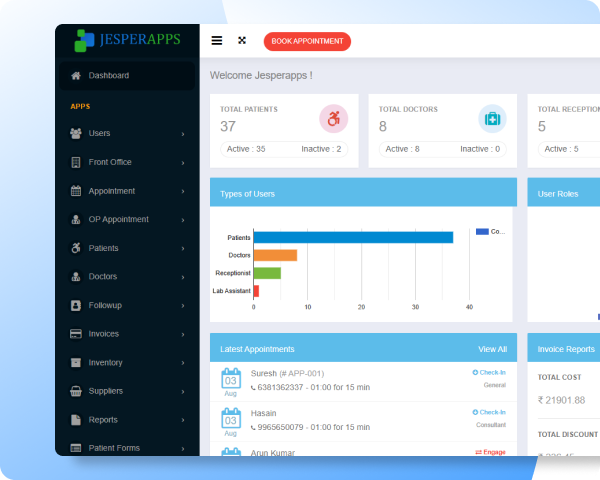 JESPERAPPS
BOOK APPOINTMENT
Dashboard
APPS
Users
Front Office
Appointment
OP Appointment
Patients
Doctors
Followup
Invoices
Inventory
Suppliers
Reports
Patient Forms
Welcome Jesperapps !
TOTAL PATIENTS
37
Active : 35 Inactive : 2
TOTAL DOCTORS
8
Active : 8 Inactive : 0
TOTAL RECEPTION
5
Active : 5
Types of Users
Co...
Patients
Doctors
Receptionist
Lab Assistant
0 10 20 30 40
User Roles
Latest Appointments View All
03
Aug
Suresh (# APP-001) Check-In
6381362337 - 01:00 for 15 min General
03
Aug
Hasain Check-In
9965650079 - 01:00 for 15 min Consultant
Arun Kumar Engage
Invoice Reports
TOTAL COST
₹ 21901.88
TOTAL DISCOUNT